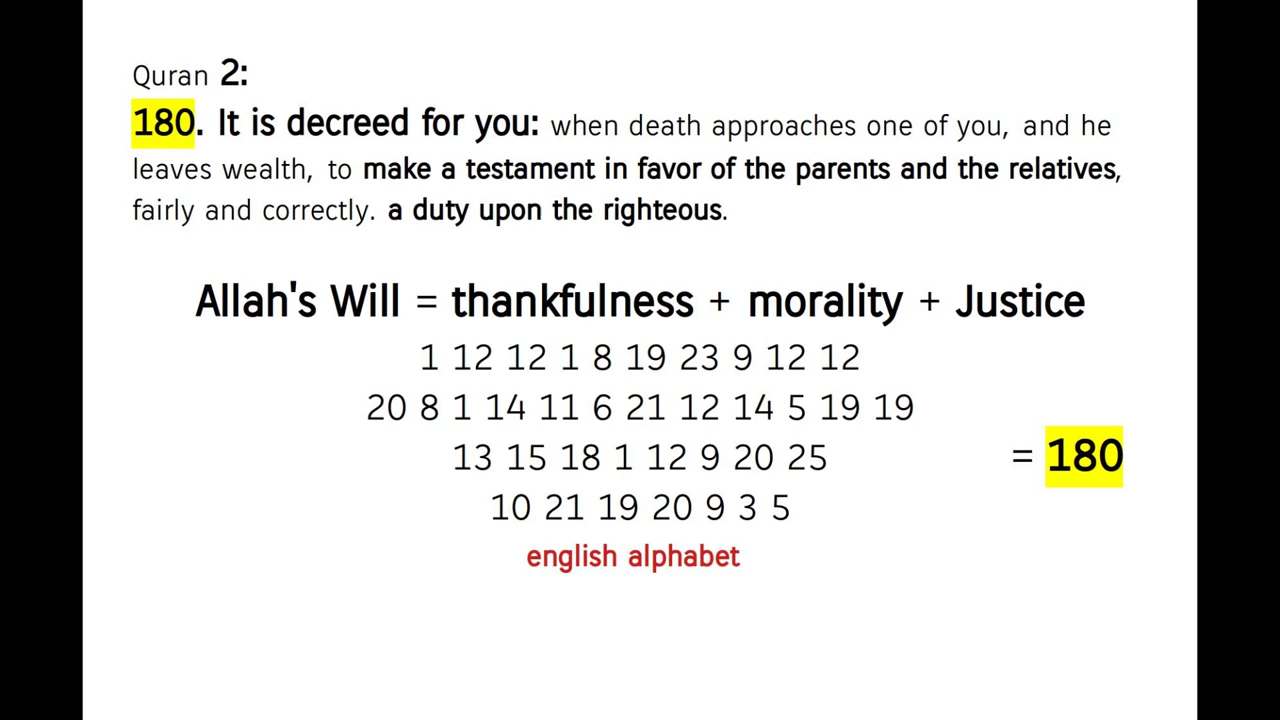 Quran 2:
180. It is decreed for you: when death approaches one of you, and he
leaves wealth, to make a testament in favor of the parents and the relatives,
fairly and correctly. a duty upon the righteous.
Allah's Will = thankfulness + morality + Justice
1 12 12 1 8 19 23 9 12 12
20 8 1 14 11 6 21 12 14 5 19 19
13 15 18 1 12 9 20 25 = 180
10 21 19 20 9 3 5
english alphabet